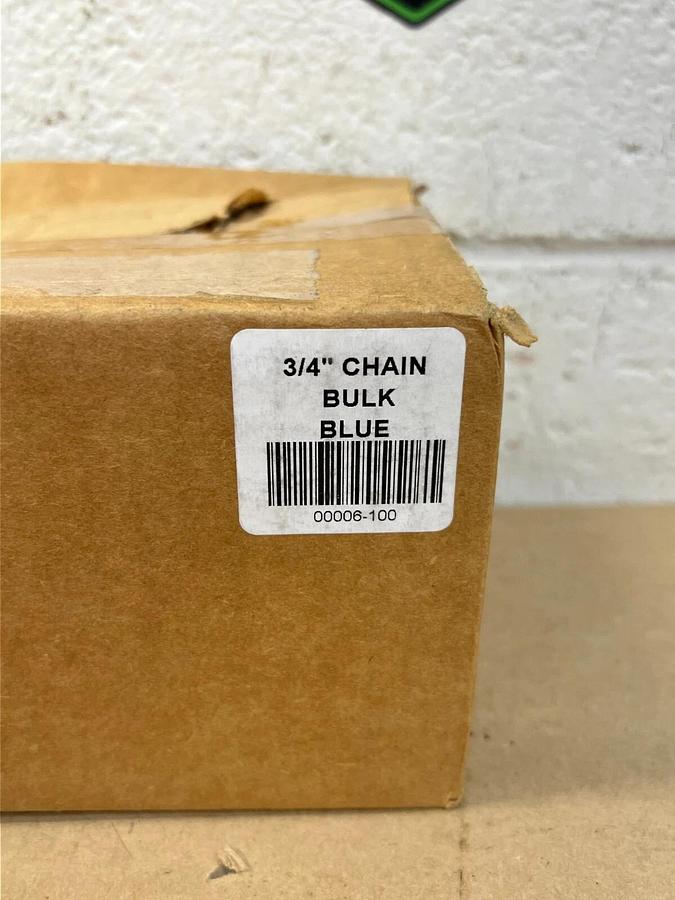 3/4" CHAIN
BULK
BLUE
00006-100